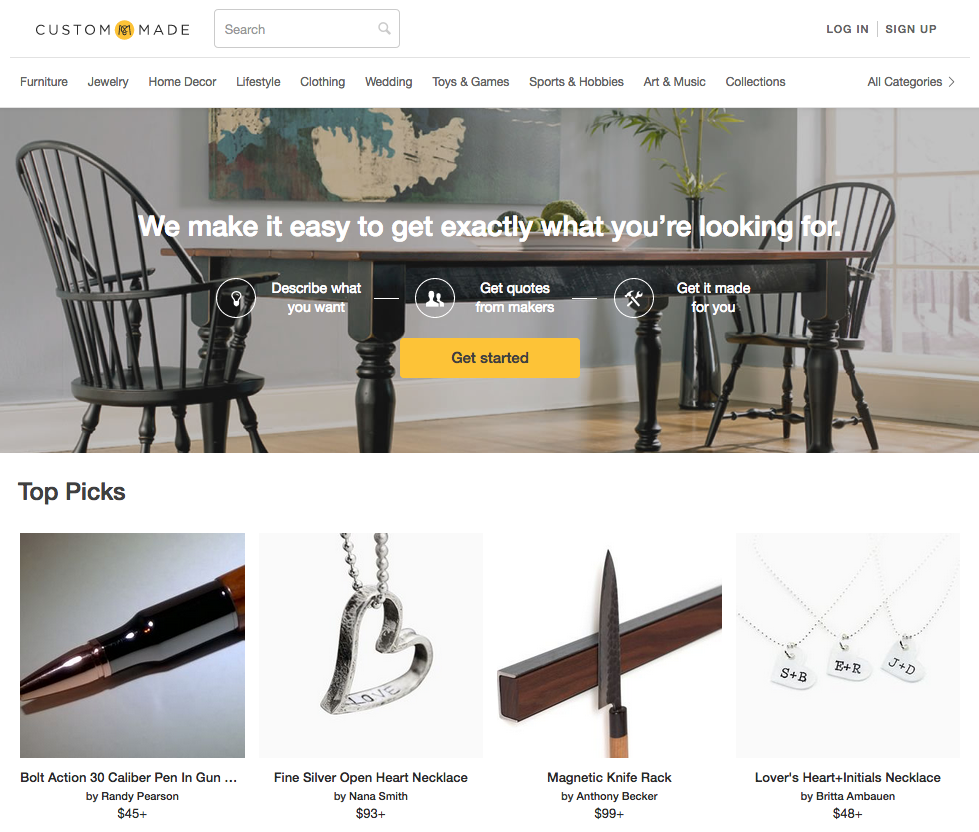 CUSTOM MADE
Search
LOG IN
SIGN UP
Furniture
Jewelry
Home Decor
Lifestyle
Clothing
Wedding
Toys & Games
Sports & Hobbies
Art & Music
Collections
All Categories
We make it easy to get exactly what you’re looking for.
Describe what
you want
Get quotes
from makers
Get it made
for you
Get started
Top Picks
LOVE
S+B
E+R
J+D
Bolt Action 30 Caliber Pen In Gun ...
by Randy Pearson
$45+
Fine Silver Open Heart Necklace
by Nana Smith
$93+
Magnetic Knife Rack
by Anthony Becker
$99+
Lover's Heart+Initials Necklace
by Britta Ambauen
$48+